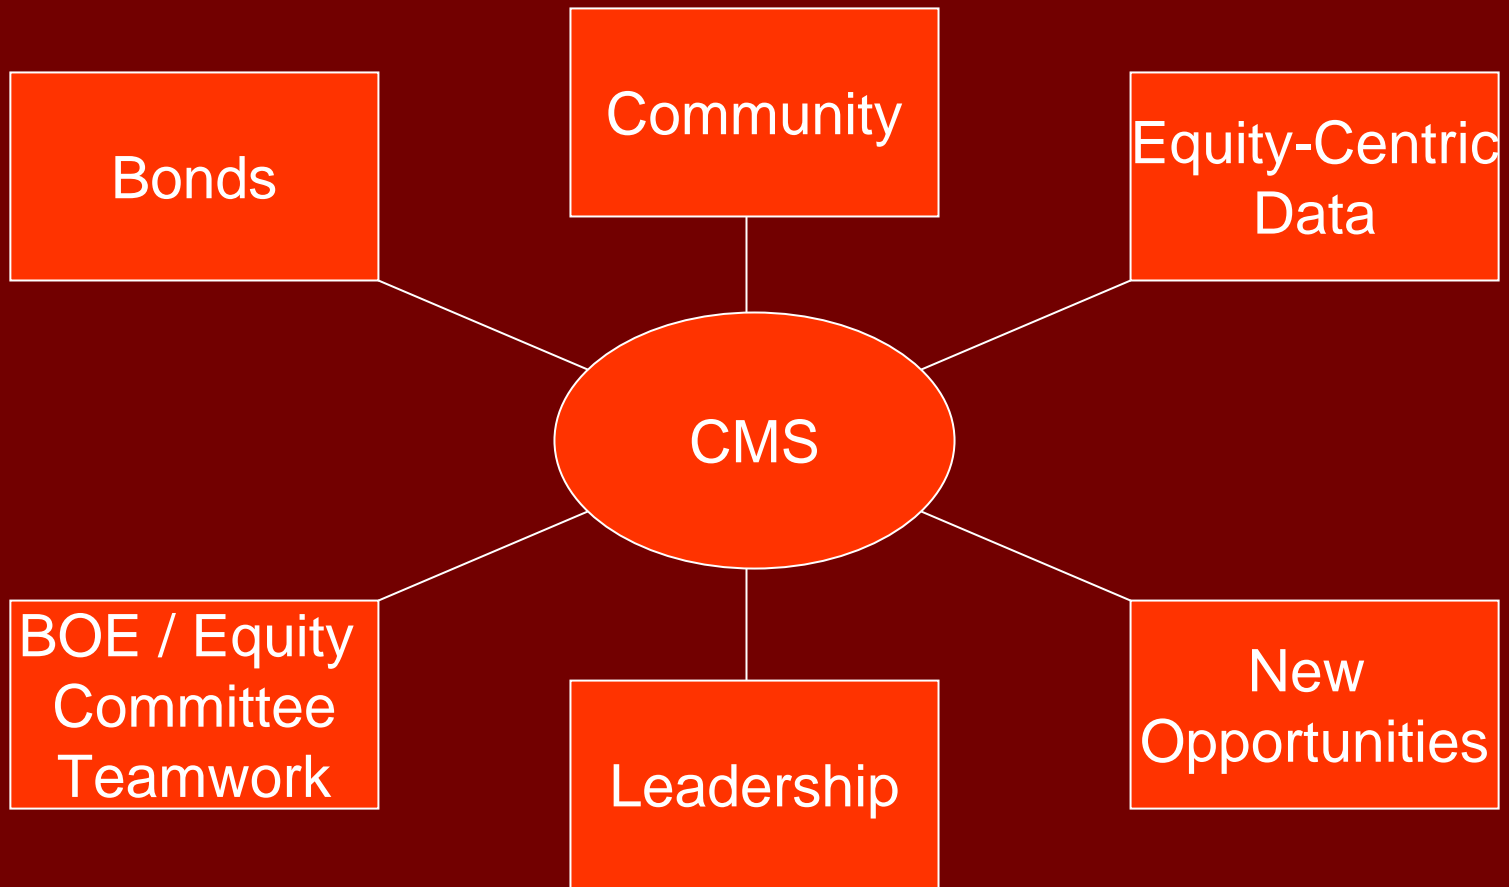 Community
Bonds
Equity-Centric
Data
CMS
BOE / Equity
Committee
Teamwork
New
Opportunities
Leadership